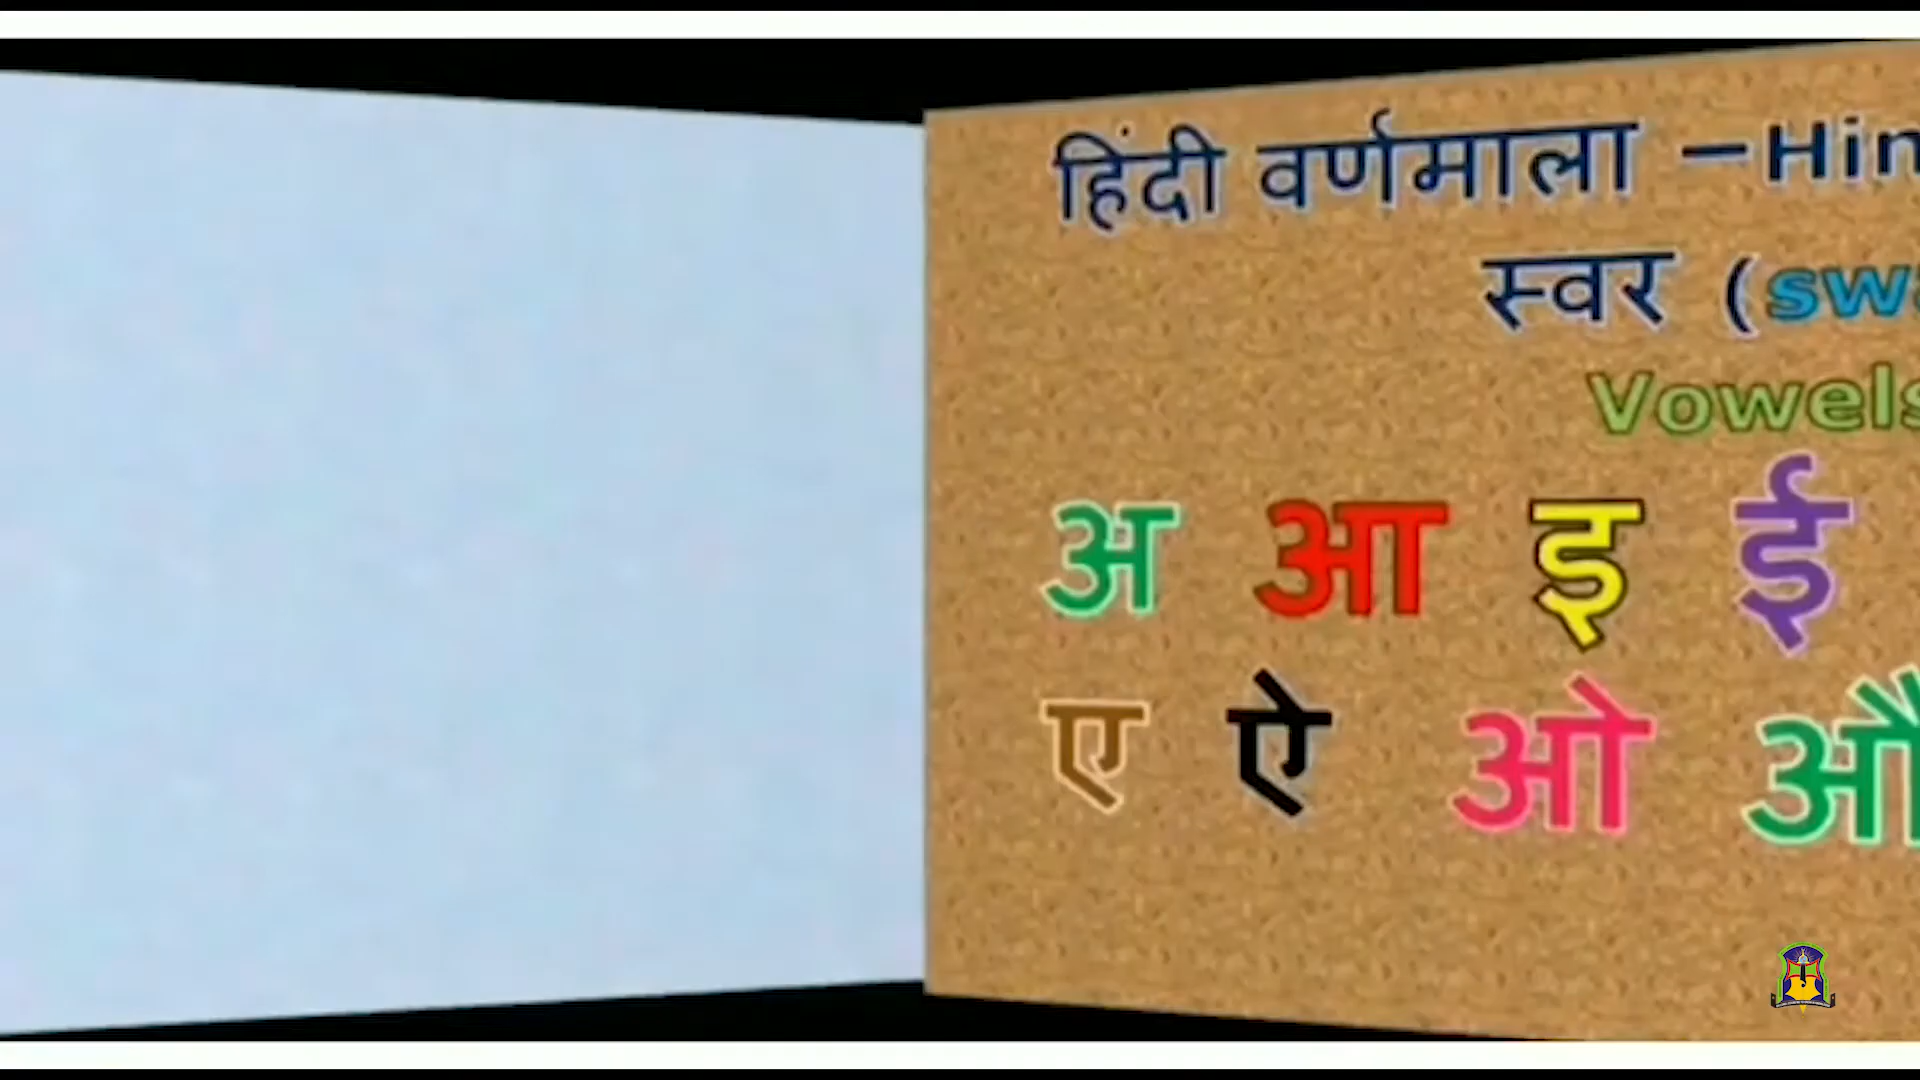 हिंदी वर्णमाला –Hin
स्वर (sw
Vowels
अ आ इ ई
ए ऐ ओ औ